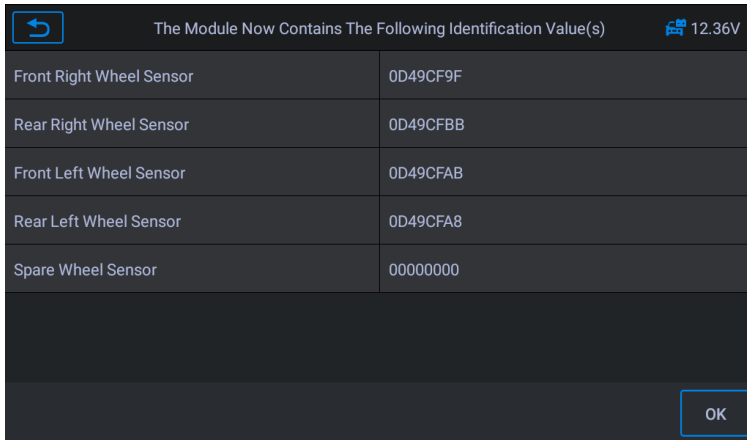 The Module Now Contains The Following Identification Value(s) 12.36V
Front Right Wheel Sensor 0D49CF9F
Rear Right Wheel Sensor 0D49CFBB
Front Left Wheel Sensor 0D49CFAB
Rear Left Wheel Sensor 0D49CFA8
Spare Wheel Sensor 00000000
OK